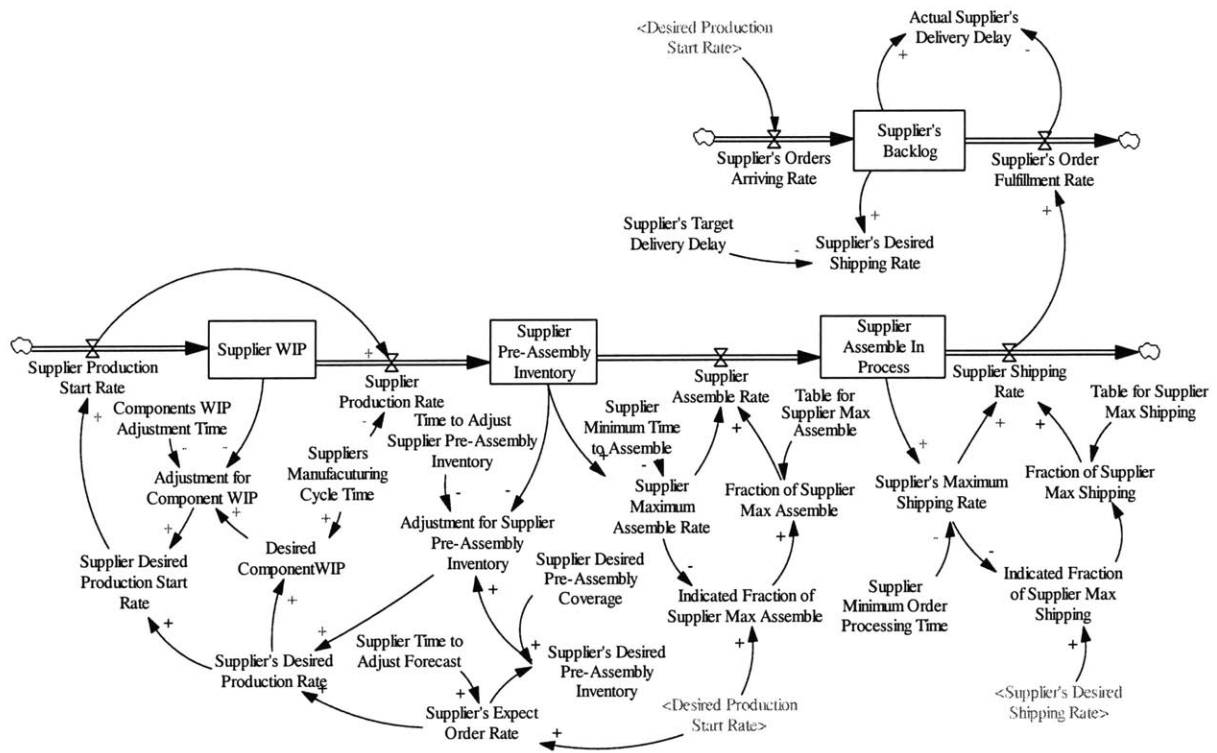 <Desired Production
Start Rate>
Actual Supplier's
Delivery Delay
+
-
Supplier's
Backlog
Supplier's Orders
Arriving Rate
Supplier's Order
Fulfillment Rate
+
+
Supplier's Target
Delivery Delay
-
Supplier's Desired
Shipping Rate
Supplier WIP
Supplier
Pre-Assembly
Inventory
Supplier
Assemble In
Process
Supplier Production
Start Rate
+
Supplier
Production Rate
Supplier
Assemble Rate
Supplier Shipping
Rate
+
Components WIP
Adjustment Time
-
-
Adjustment for
Component WIP
+
+
-
Time to Adjust
Supplier Pre-Assembly
Inventory
-
-
Supplier
Minimum Time
to Assemble
+
-
+
Table for
Supplier Max
Assemble
+
+
+
Table for Supplier
Max Shipping
Suppliers
Manufacuturing
Cycle Time
+
Supplier
Maximum
Assemble Rate
-
Fraction of Supplier
Max Assemble
+
Supplier's Maximum
Shipping Rate
-
-
Fraction of Supplier
Max Shipping
+
Supplier Desired
Production Start
Rate
+
Desired
ComponentWIP
+
Adjustment for Supplier
Pre-Assembly
Inventory
+
+
Supplier Desired
Pre-Assembly
Coverage
+
Indicated Fraction of
Supplier Max Assemble
+
Supplier
Minimum Order
Processing Time
Indicated Fraction
of Supplier Max
Shipping
+
Supplier's Desired
Production Rate
+
Supplier Time to
Adjust Forecast
+
Supplier's Desired
Pre-Assembly
Inventory
Supplier's Expect
Order Rate
+
<Desired Production
Start Rate>
<Supplier's Desired
Shipping Rate>